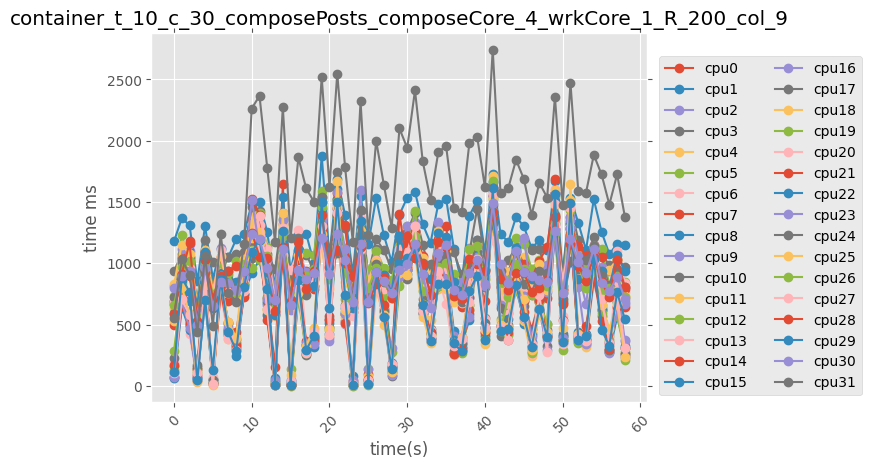 container_t_10_c_30_composePosts_composeCore_4_wrkCore_1_R_200_col_9
time ms
2500
2000
1500
1000
500
0
0
10
20
30
40
50
60
time(s)
cpu0
cpu1
cpu2
cpu3
cpu4
cpu5
cpu6
cpu7
cpu8
cpu9
cpu10
cpu11
cpu12
cpu13
cpu14
cpu15
cpu16
cpu17
cpu18
cpu19
cpu20
cpu21
cpu22
cpu23
cpu24
cpu25
cpu26
cpu27
cpu28
cpu29
cpu30
cpu31